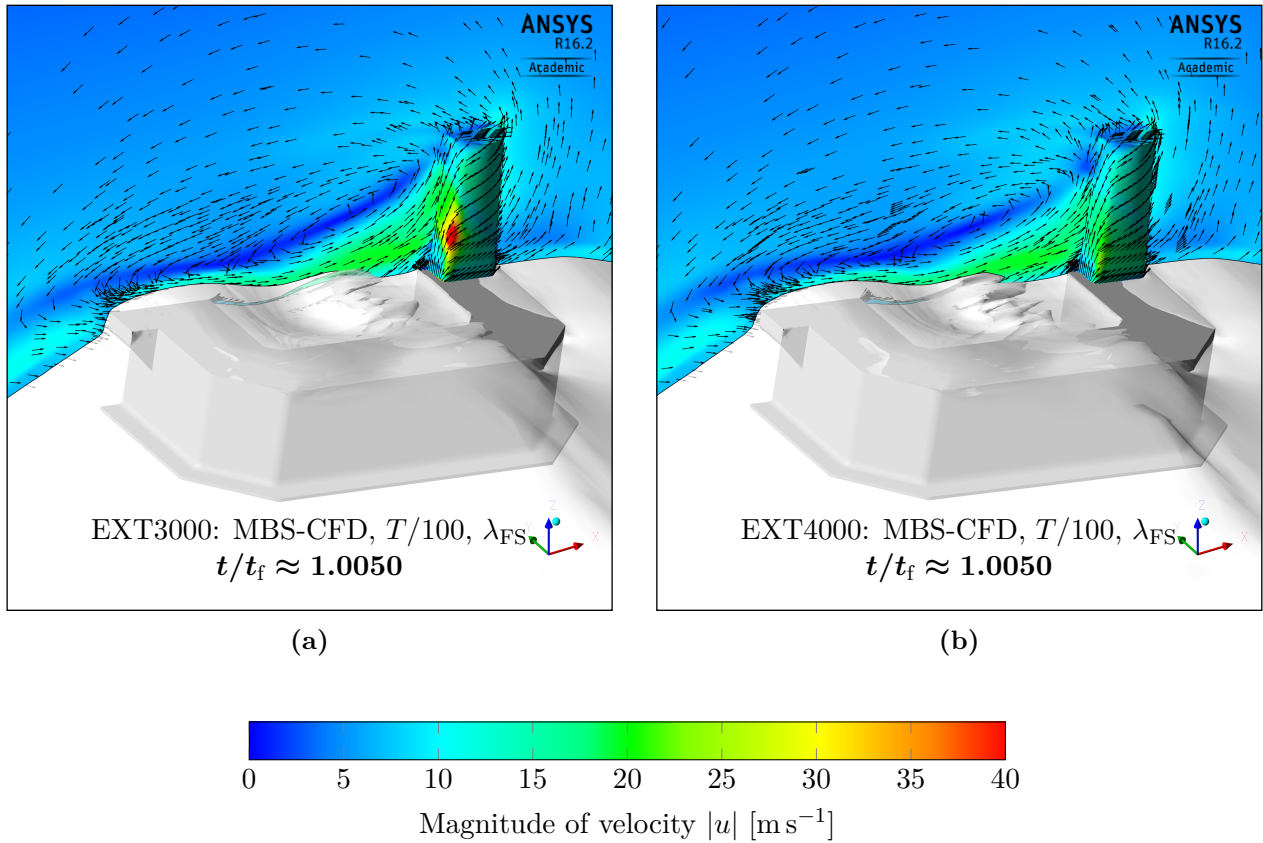 ANSYS
R16.2
Academic
EXT3000: MBS-CFD, T/100, λFS
t/tf ≈ 1.0050
Z
X
(a)
ANSYS
R16.2
Academic
EXT4000: MBS-CFD, T/100, λFS
t/tf ≈ 1.0050
Z
X
(b)
0 5 10 15 20 25 30 35 40
Magnitude of velocity |u| [m s−1]